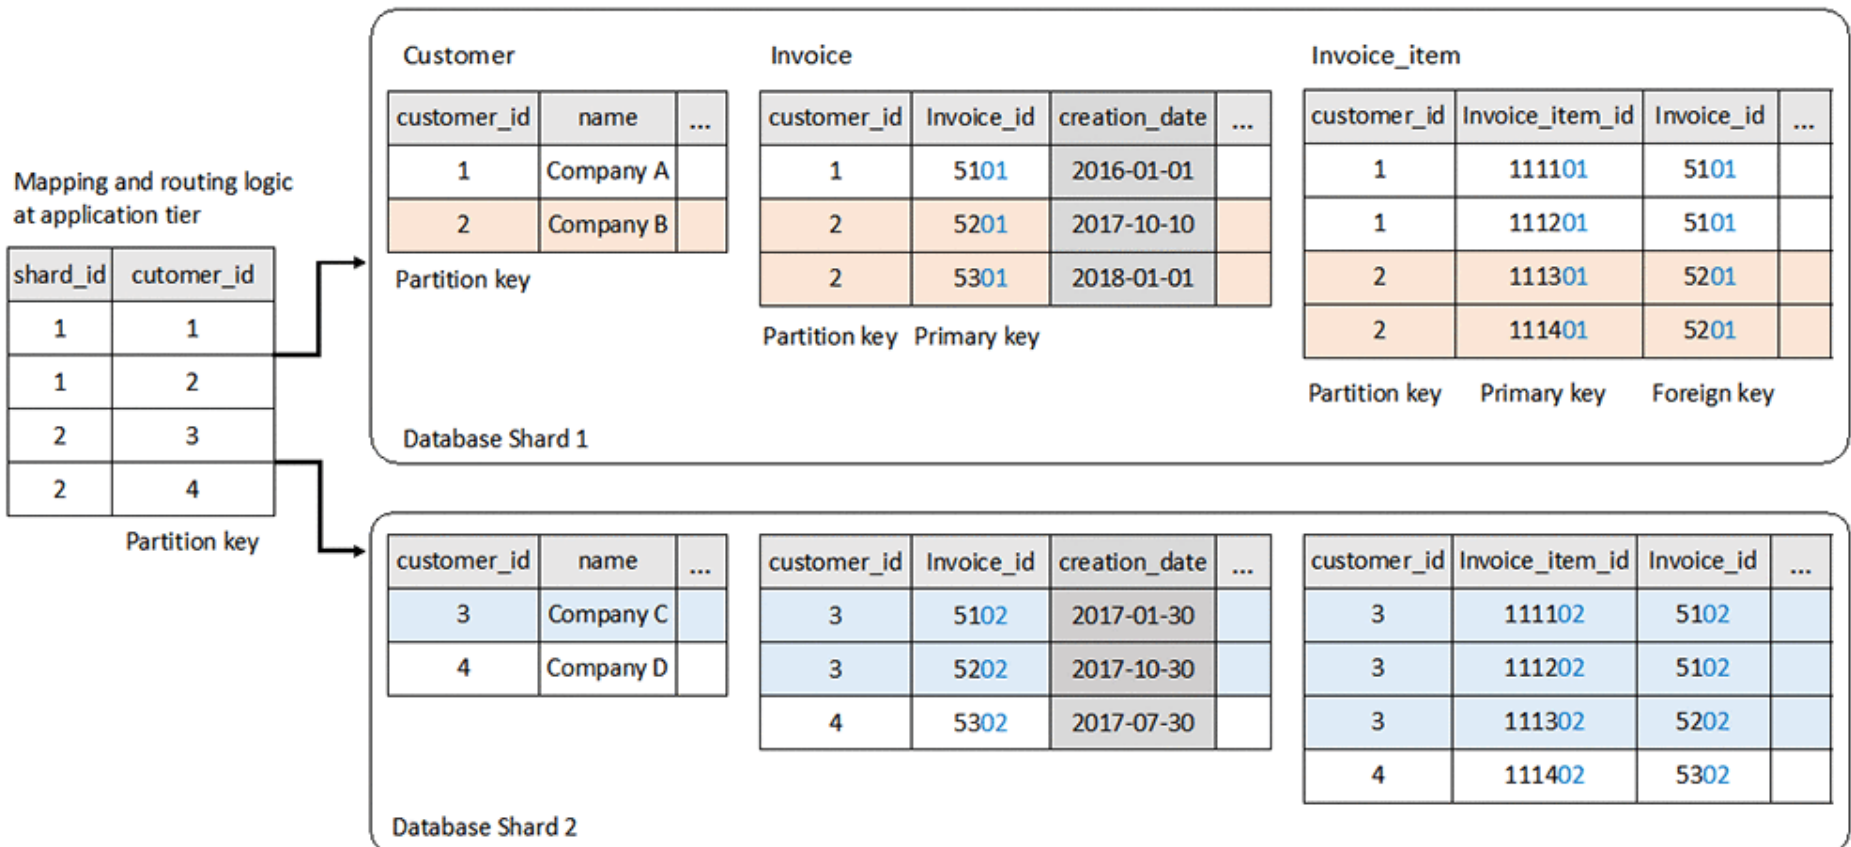 Mapping and routing logic
at application tier
shard_id cutomer_id
1 1
1 2
2 3
2 4
Partition key
Customer
customer_id name ...
1 Company A
2 Company B
Partition key
Invoice
customer_id Invoice_id creation_date ...
1 5101 2016-01-01
2 5201 2017-10-10
2 5301 2018-01-01
Partition key Primary key
Invoice_item
customer_id Invoice_item_id Invoice_id ...
1 111101 5101
1 111201 5101
2 111301 5201
2 111401 5201
Partition key Primary key Foreign key
Database Shard 1
customer_id name ...
3 Company C
4 Company D
customer_id Invoice_id creation_date ...
3 5102 2017-01-30
3 5202 2017-10-30
4 5302 2017-07-30
customer_id Invoice_item_id Invoice_id ...
3 111102 5102
3 111202 5102
3 111302 5202
4 111402 5302
Database Shard 2